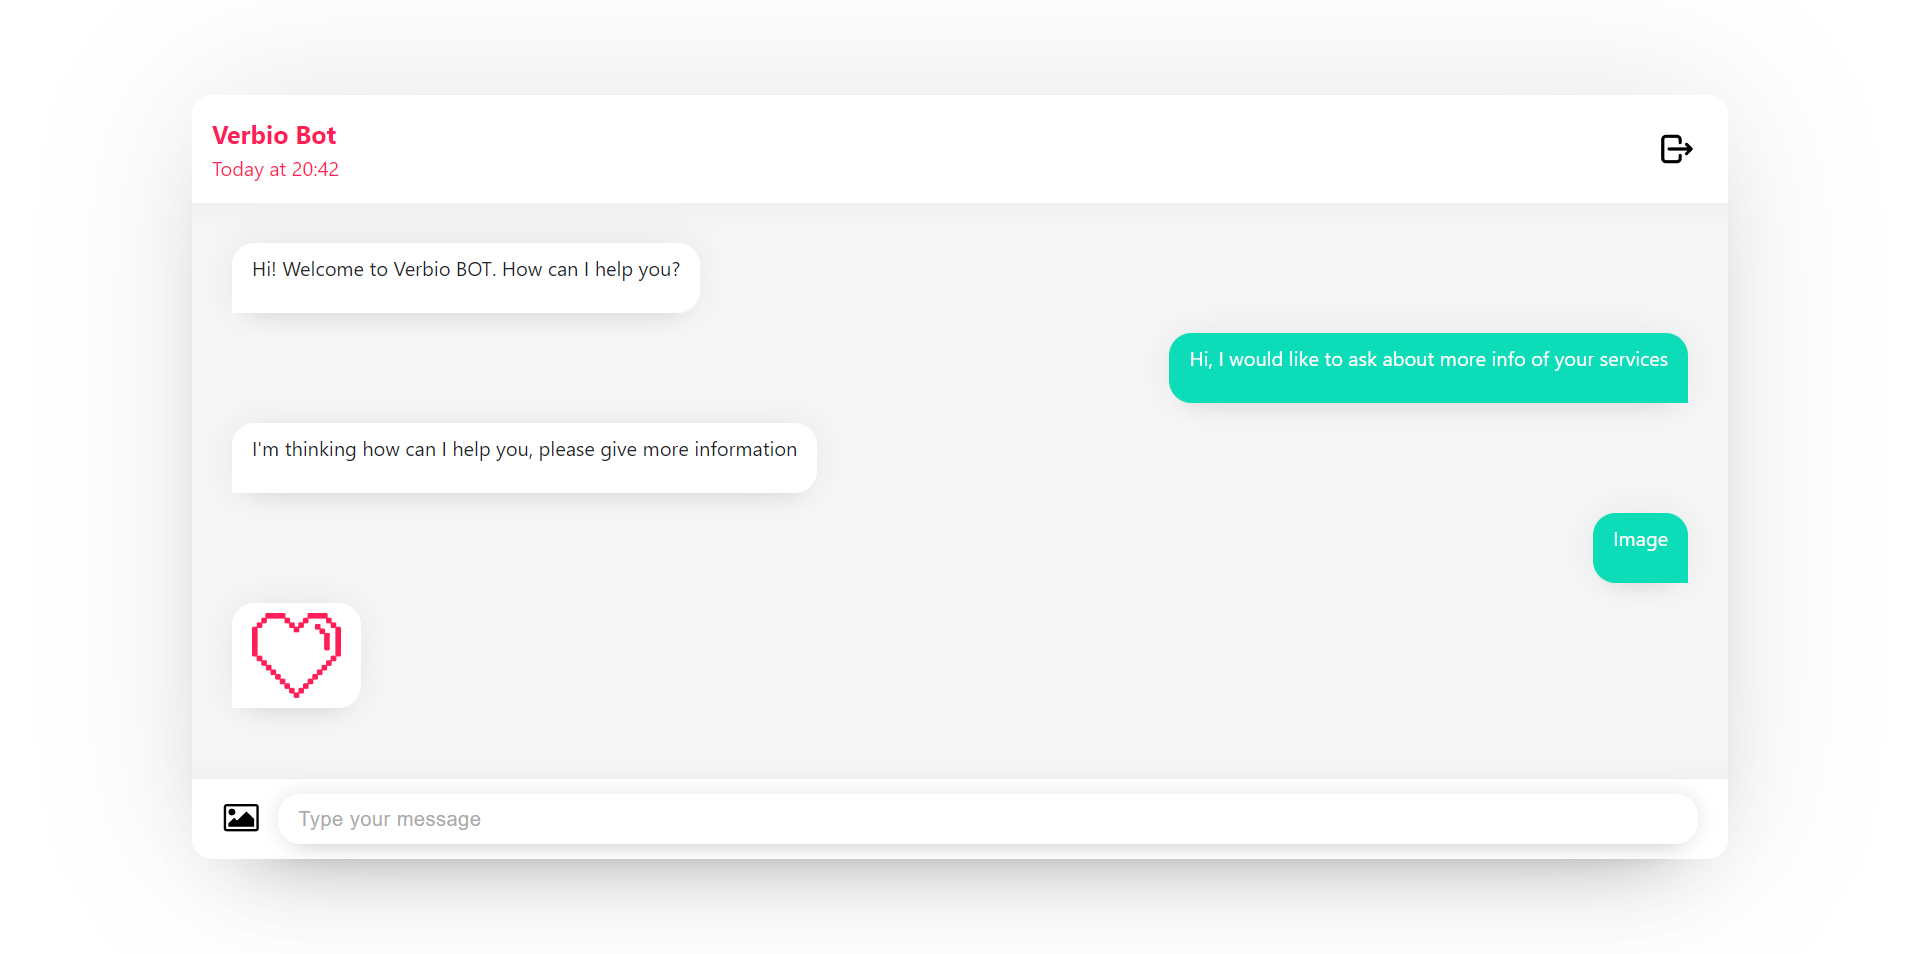 Verbio Bot
Today at 20:42
Hi! Welcome to Verbio BOT. How can I help you?
Hi, I would like to ask about more info of your services
I'm thinking how can I help you, please give more information
Image
Type your message